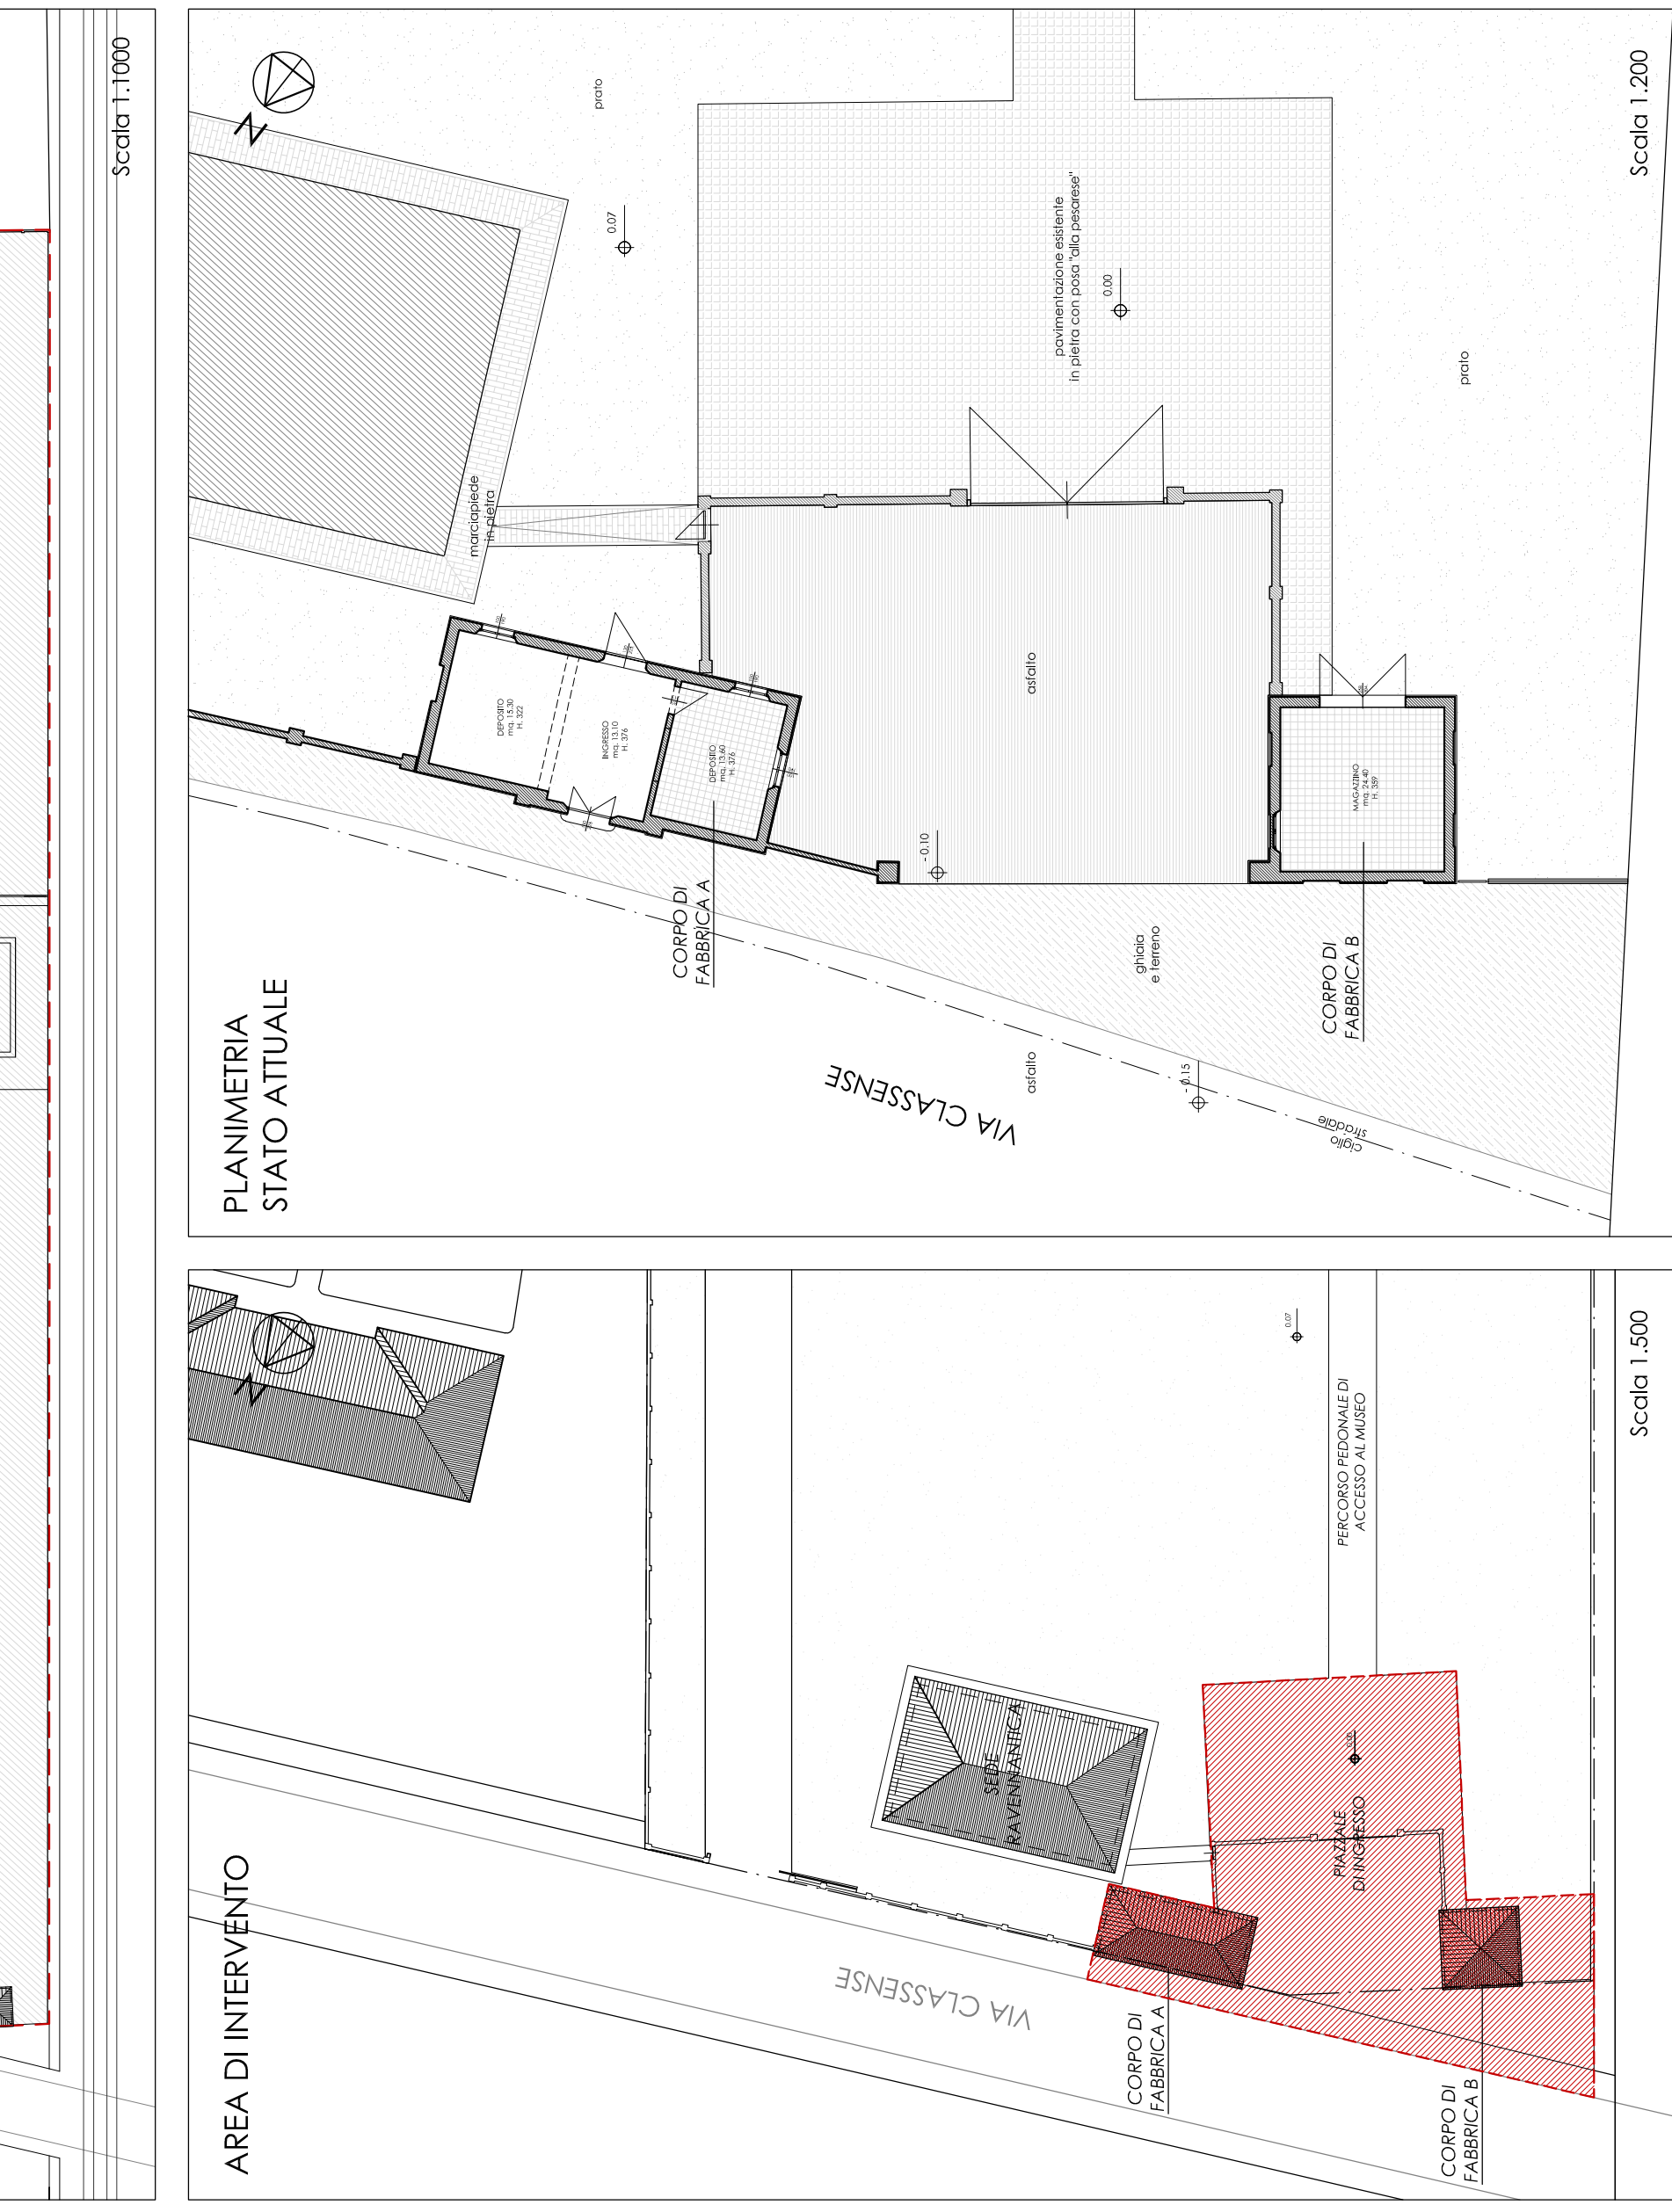 Scala 1.1000
AREA DI INTERVENTO
N
VIA CLASSENSE
SEDE
RAVENNANTICA
CORPO DI
FABBRICA A
PIAZZALE
DI INGRESSO
0.00
0.07
PERCORSO PEDONALE DI
ACCESSO AL MUSEO
CORPO DI
FABBRICA B
Scala 1.500
PLANIMETRIA
STATO ATTUALE
N
prato
0.07
marciapiede
in pietra
DEPOSITO
mq. 15.30
H. 322
INGRESSO
mq. 13.10
H. 376
DEPOSITO
mq. 13.60
H. 376
CORPO DI
FABBRICA A
VIA CLASSENSE
- 0.10
asfalto
asfalto
pavimentazione esistente
in pietra con posa "alla pesarese"
0.00
ghiaia
e terreno
- 0.15
ciglio
stradale
MAGAZZINO
mq. 24.40
H. 359
CORPO DI
FABBRICA B
prato
Scala 1.200